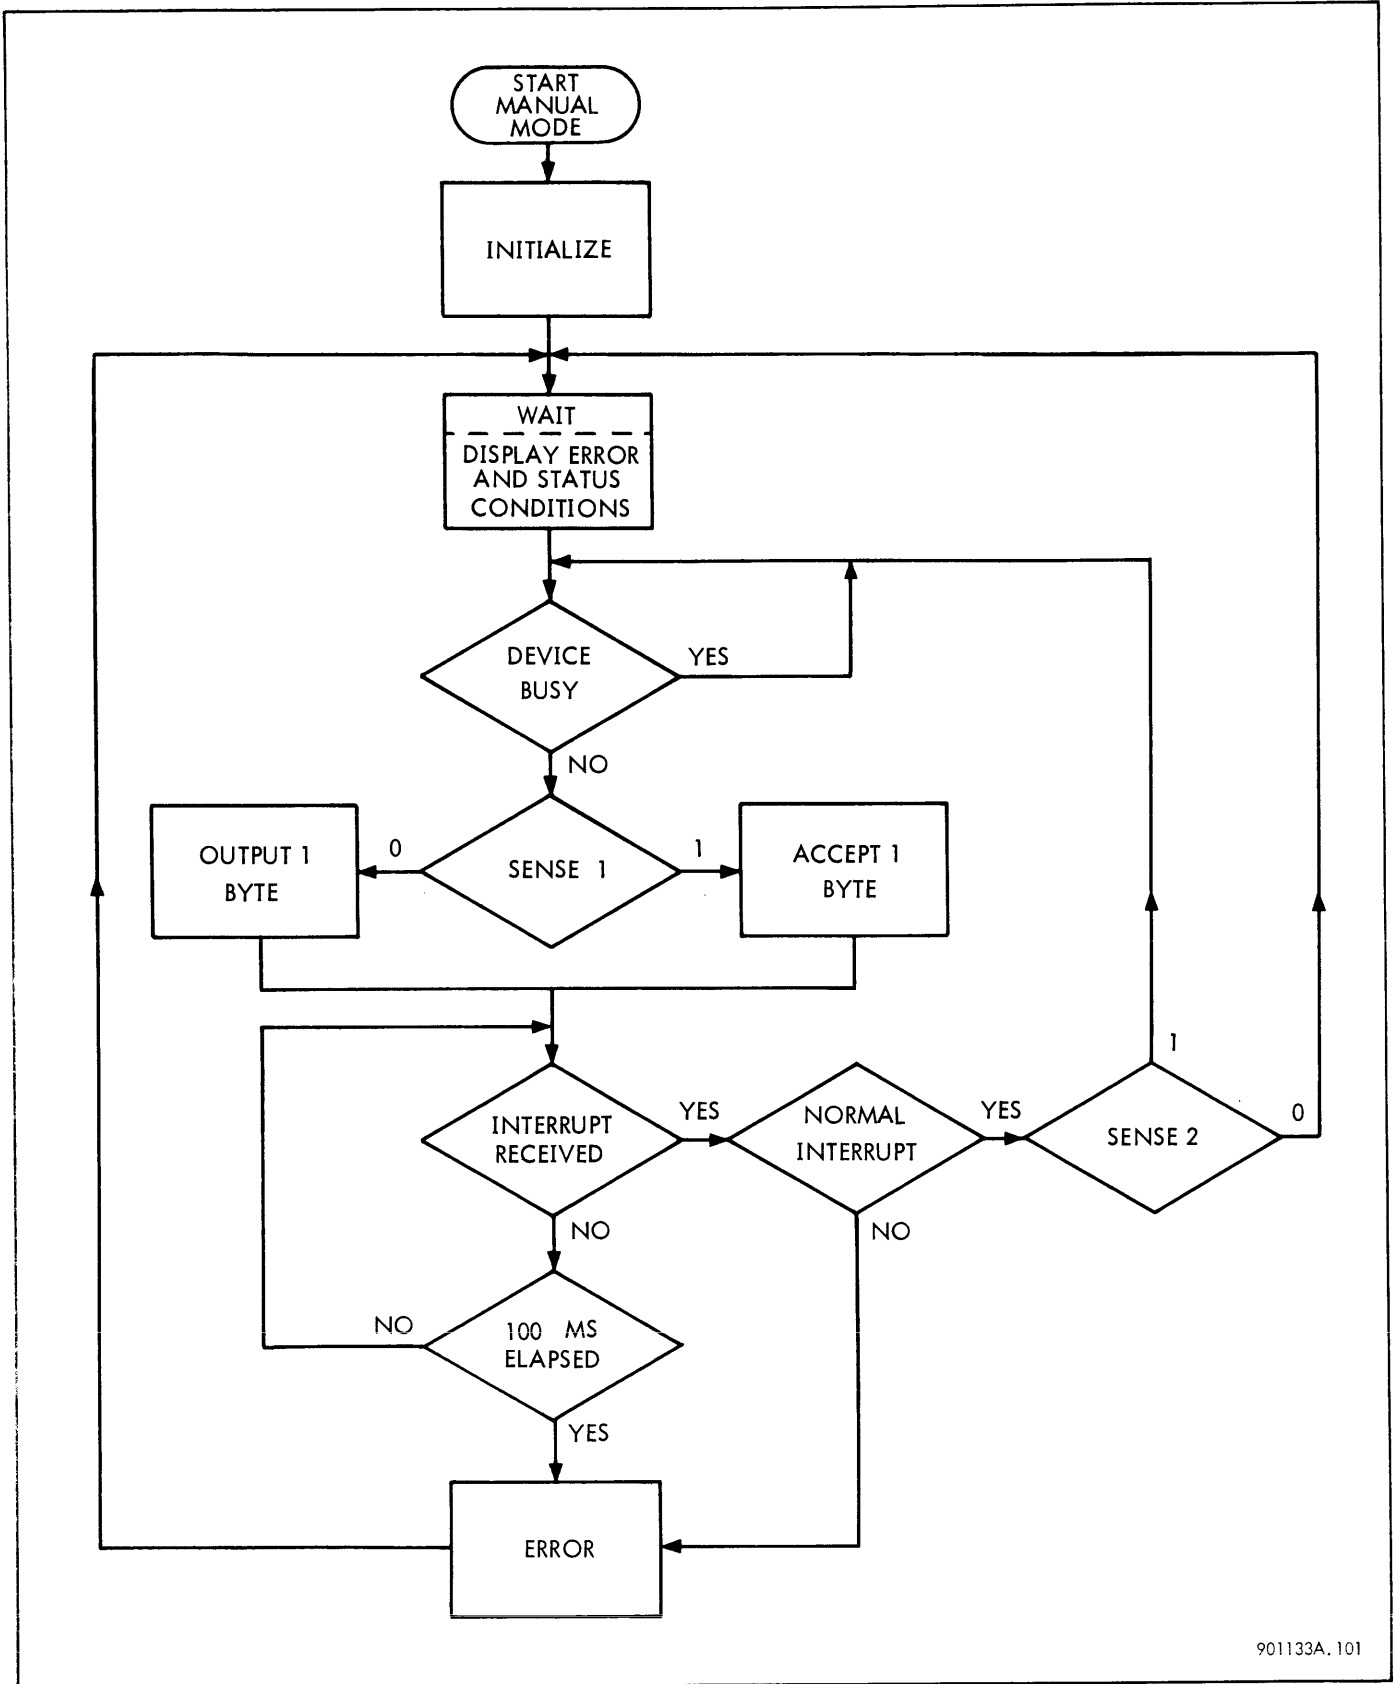 START
MANUAL
MODE
INITIALIZE
WAIT
DISPLAY ERROR
AND STATUS
CONDITIONS
DEVICE
BUSY
YES
NO
OUTPUT 1
BYTE
0
SENSE 1
1
ACCEPT 1
BYTE
INTERRUPT
RECEIVED
YES
NORMAL
INTERRUPT
YES
SENSE 2
1
0
NO
NO
100 MS
ELAPSED
NO
YES
ERROR
901133A.101